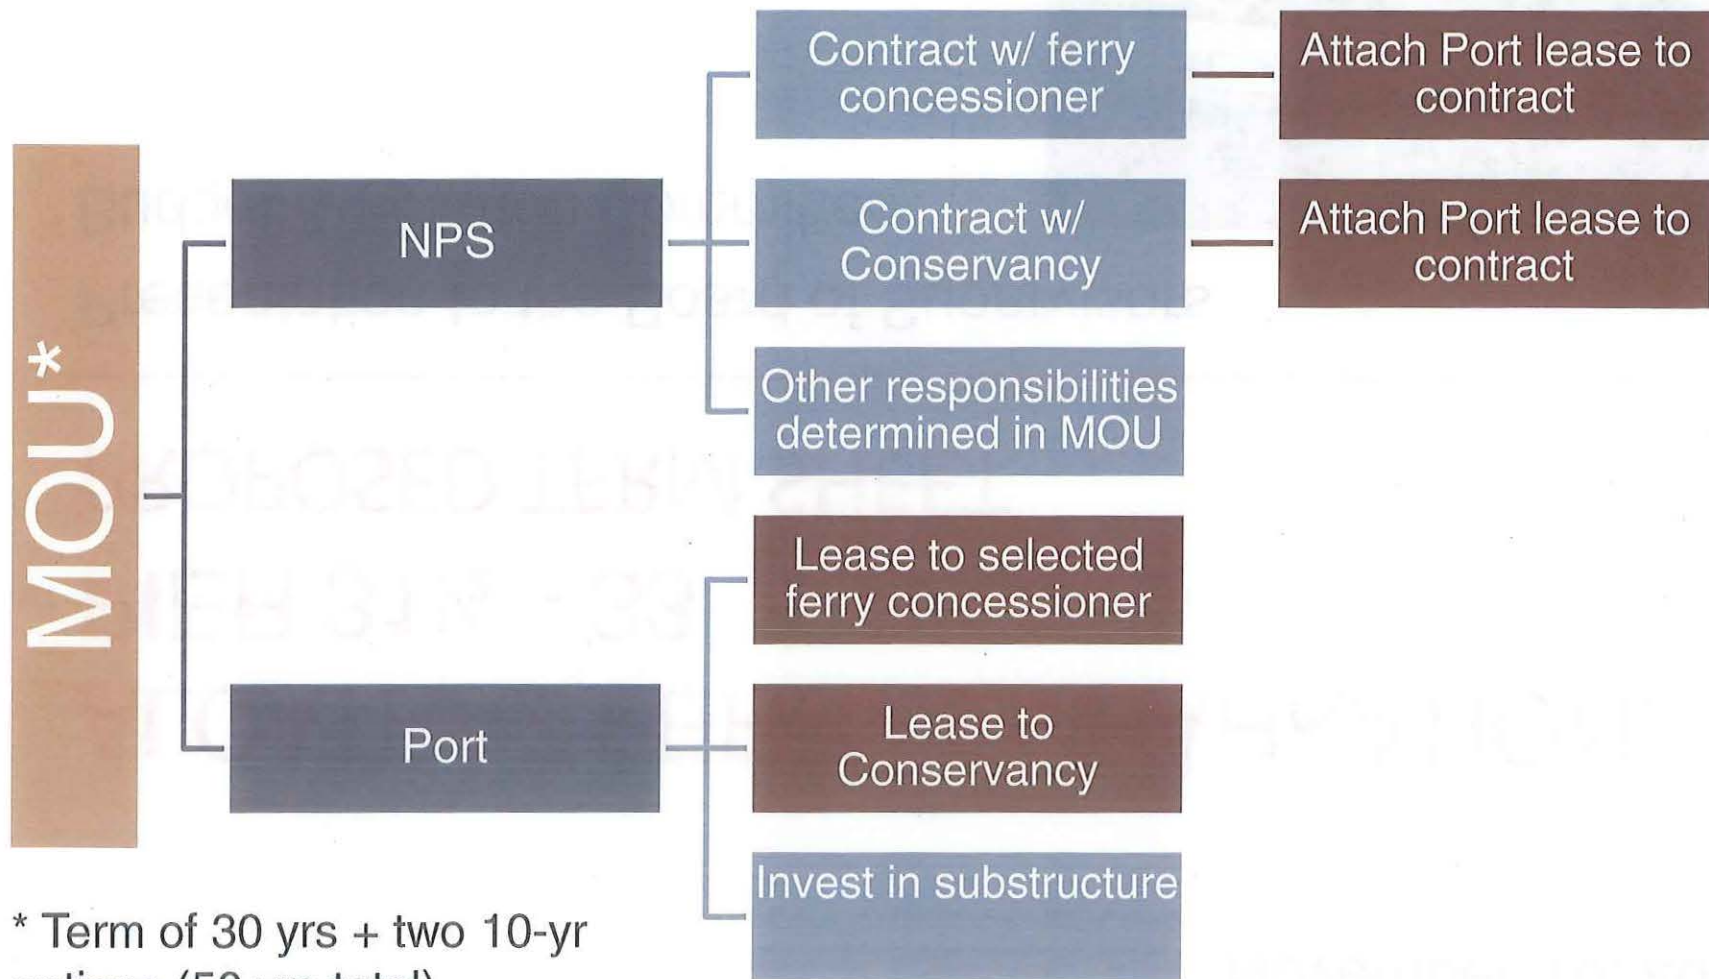 MOU*
NPS
Contract w/ ferry
concessioner
Attach Port lease to
contract
Contract w/
Conservancy
Attach Port lease to
contract
Other responsibilities
determined in MOU
Port
Lease to selected
ferry concessioner
Lease to
Conservancy
Invest in substructure
* Term of 30 yrs + two 10-yr